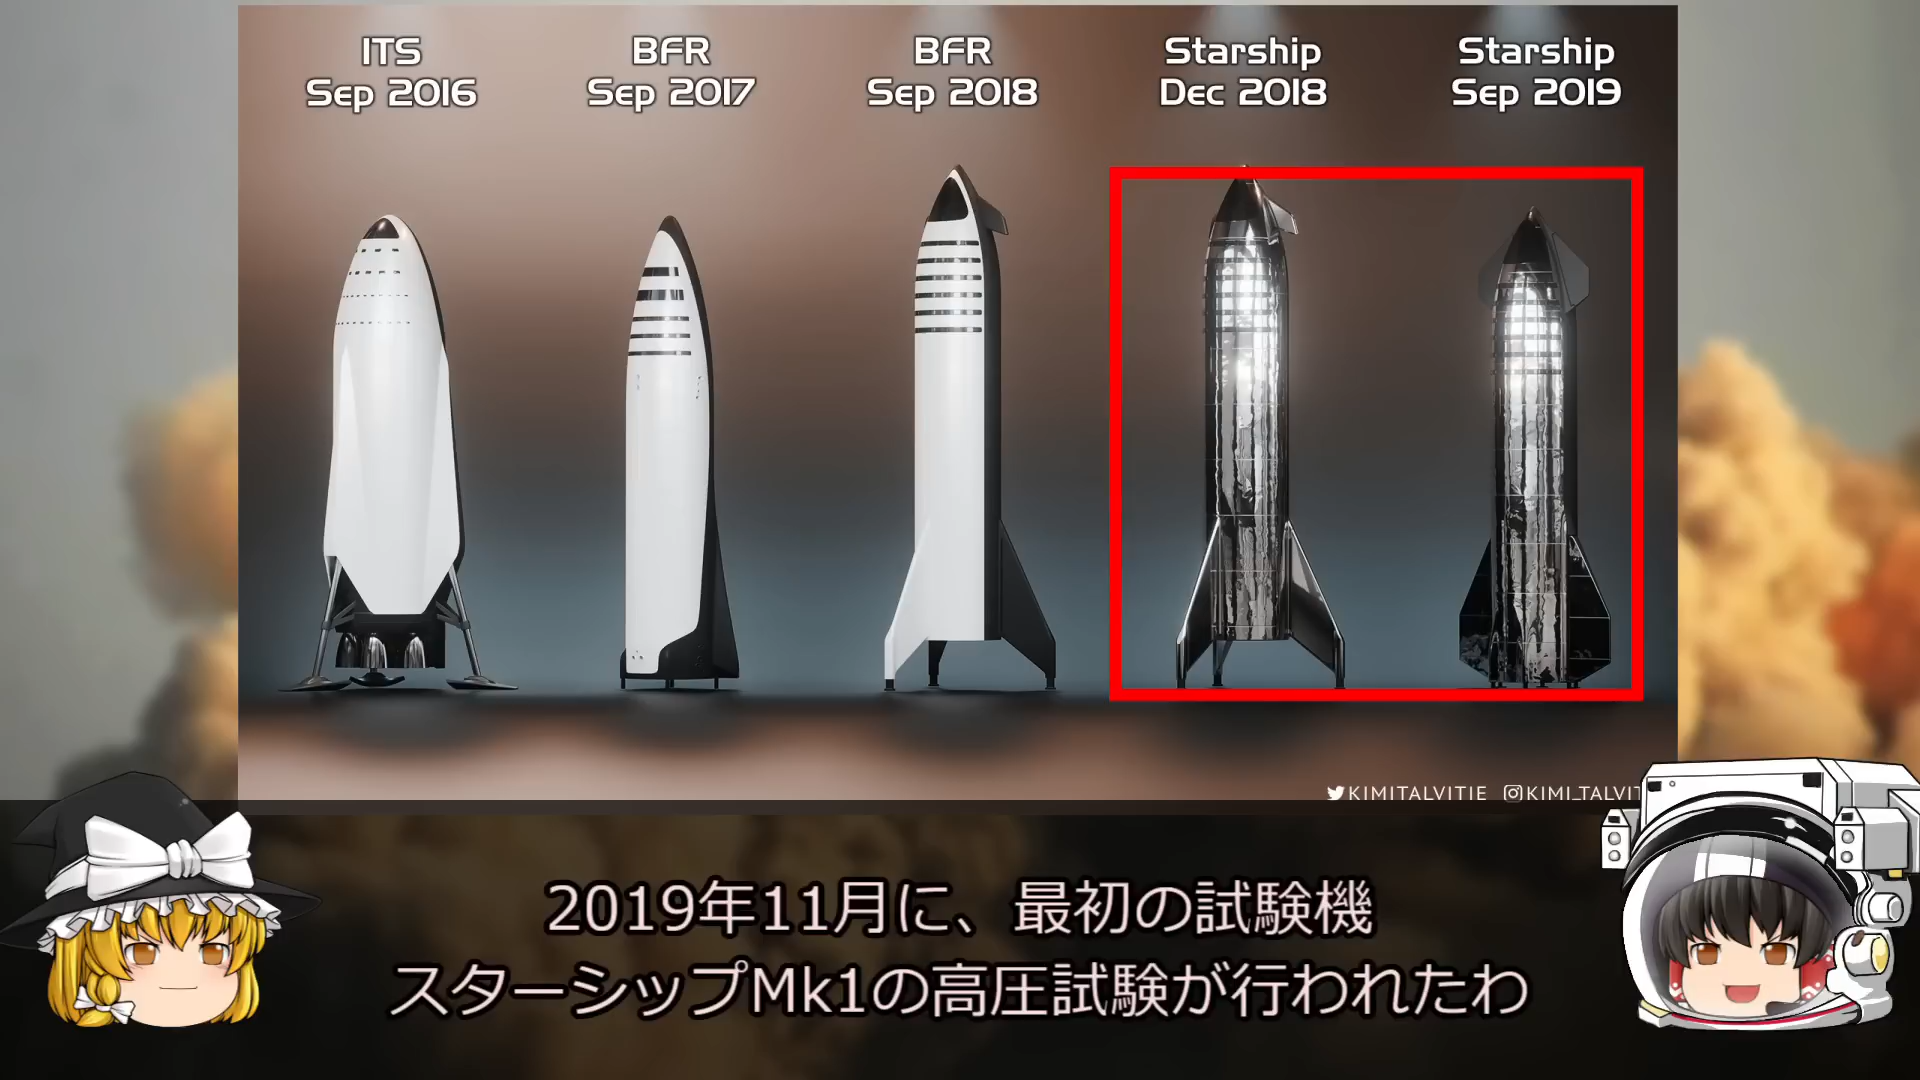 ITS
Sep 2016
BFR
Sep 2017
BFR
Sep 2018
Starship
Dec 2018
Starship
Sep 2019
KIMITALVITIE KIMI_TALVIT
2019年11月に、最初の試験機
スターシップMk1の高圧試験が行われたわ